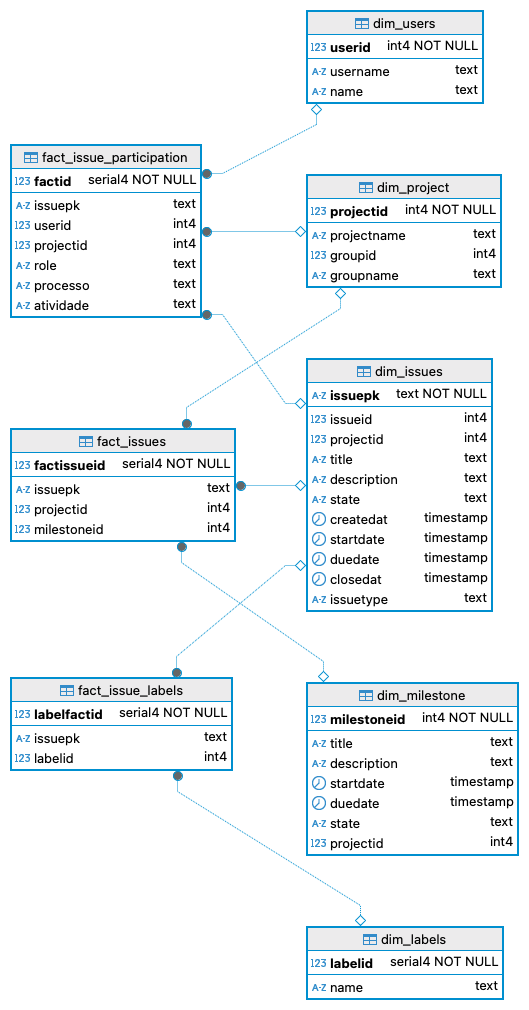 dim_users
123 userid int4 NOT NULL
A-Z username text
A-Z name text
fact_issue_participation
123 factid serial4 NOT NULL
A-Z issuepk text
123 userid int4
123 projectid int4
A-Z role text
A-Z processo text
A-Z atividade text
dim_project
123 projectid int4 NOT NULL
A-Z projectname text
123 groupid int4
A-Z groupname text
dim_issues
A-Z issuepk text NOT NULL
123 issueid int4
123 projectid int4
A-Z title text
A-Z description text
A-Z state text
createdat timestamp
startdate timestamp
duedate timestamp
closedat timestamp
A-Z issuetype text
fact_issues
123 factissueid serial4 NOT NULL
A-Z issuepk text
123 projectid int4
123 milestoneid int4
fact_issue_labels
123 labelfactid serial4 NOT NULL
A-Z issuepk text
123 labelid int4
dim_milestone
123 milestoneid int4 NOT NULL
A-Z title text
A-Z description text
startdate timestamp
duedate timestamp
A-Z state text
123 projectid int4
dim_labels
123 labelid serial4 NOT NULL
A-Z name text